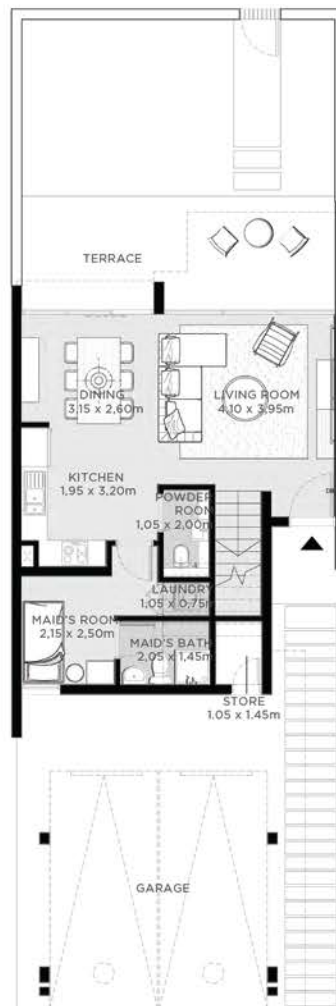 TERRACE
DINING
3.15 x 2.60m
LIVING ROOM
4.10 x 3.95m
KITCHEN
1.95 x 3.20m
POWDER
ROOM
1.05 x 2.00m
LAUNDRY
1.05 x 0.75m
MAID'S ROOM
2.15 x 2.50m
MAID'S BATH
2.05 x 1.45m
STORE
1.05 x 1.45m
GARAGE